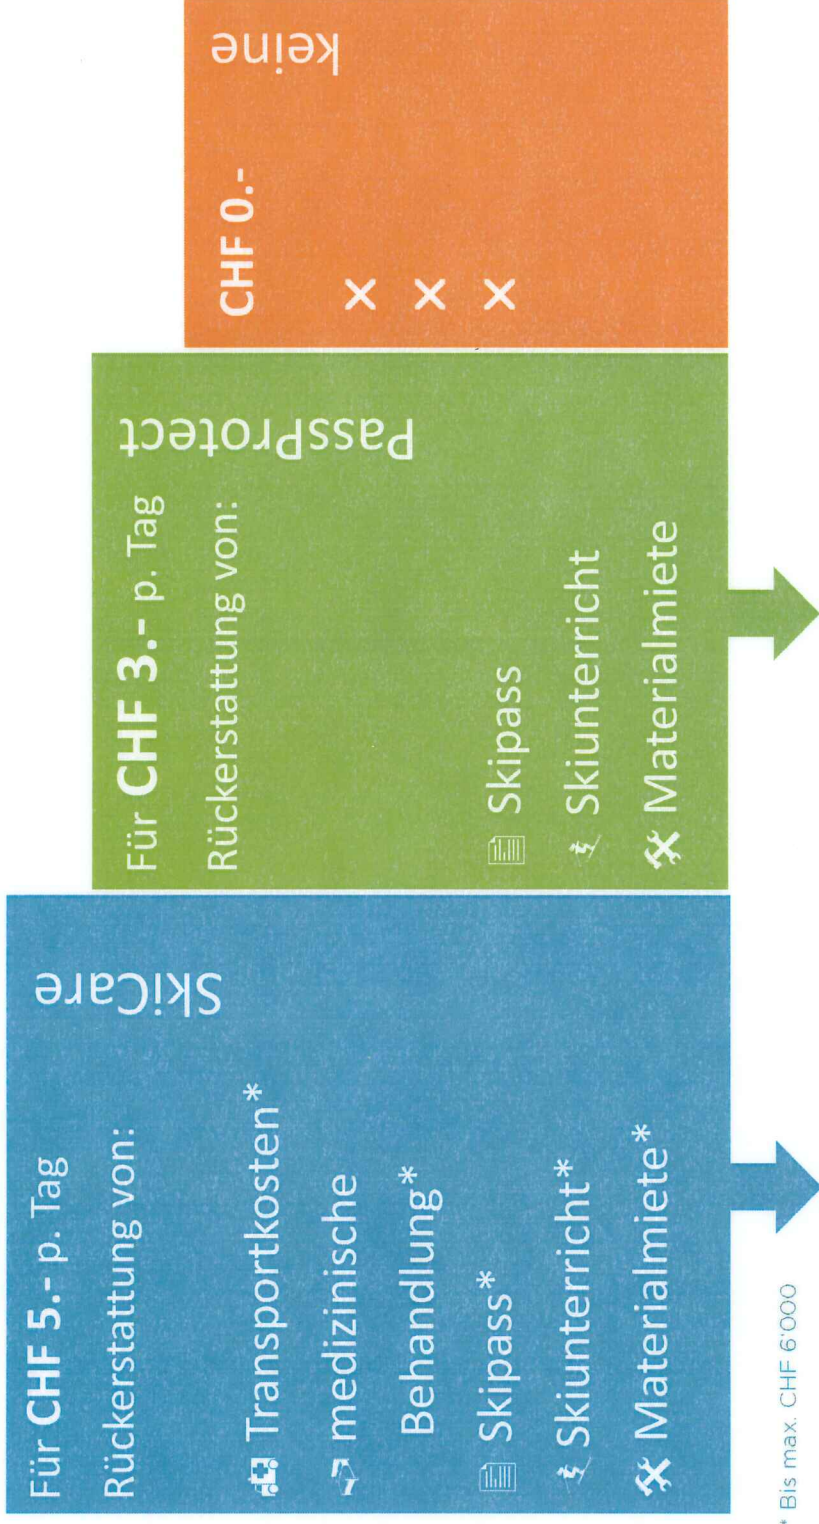 SkiCare
Für CHF 5.- p. Tag
Rückerstattung von:
Transportkosten*
medizinische
Behandlung*
Skipass*
Skiunterricht*
Materialmiete*
PassProtect
Für CHF 3.- p. Tag
Rückerstattung von:
Skipass
Skiunterricht
Materialmiete
keine
CHF 0.-
* Bis max. CHF 6'000